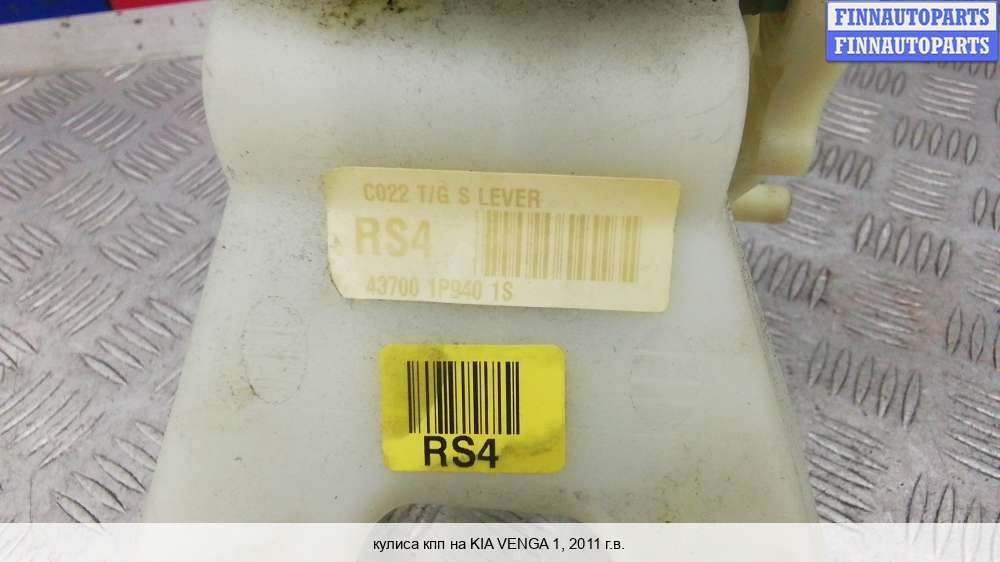 FINNAUTOPARTS
FINNAUTOPARTS
C022 T/G S LEVER
RS4
43700 1P940 1S
RS4
кулиса кпп на KIA VENGA 1, 2011 г.в.